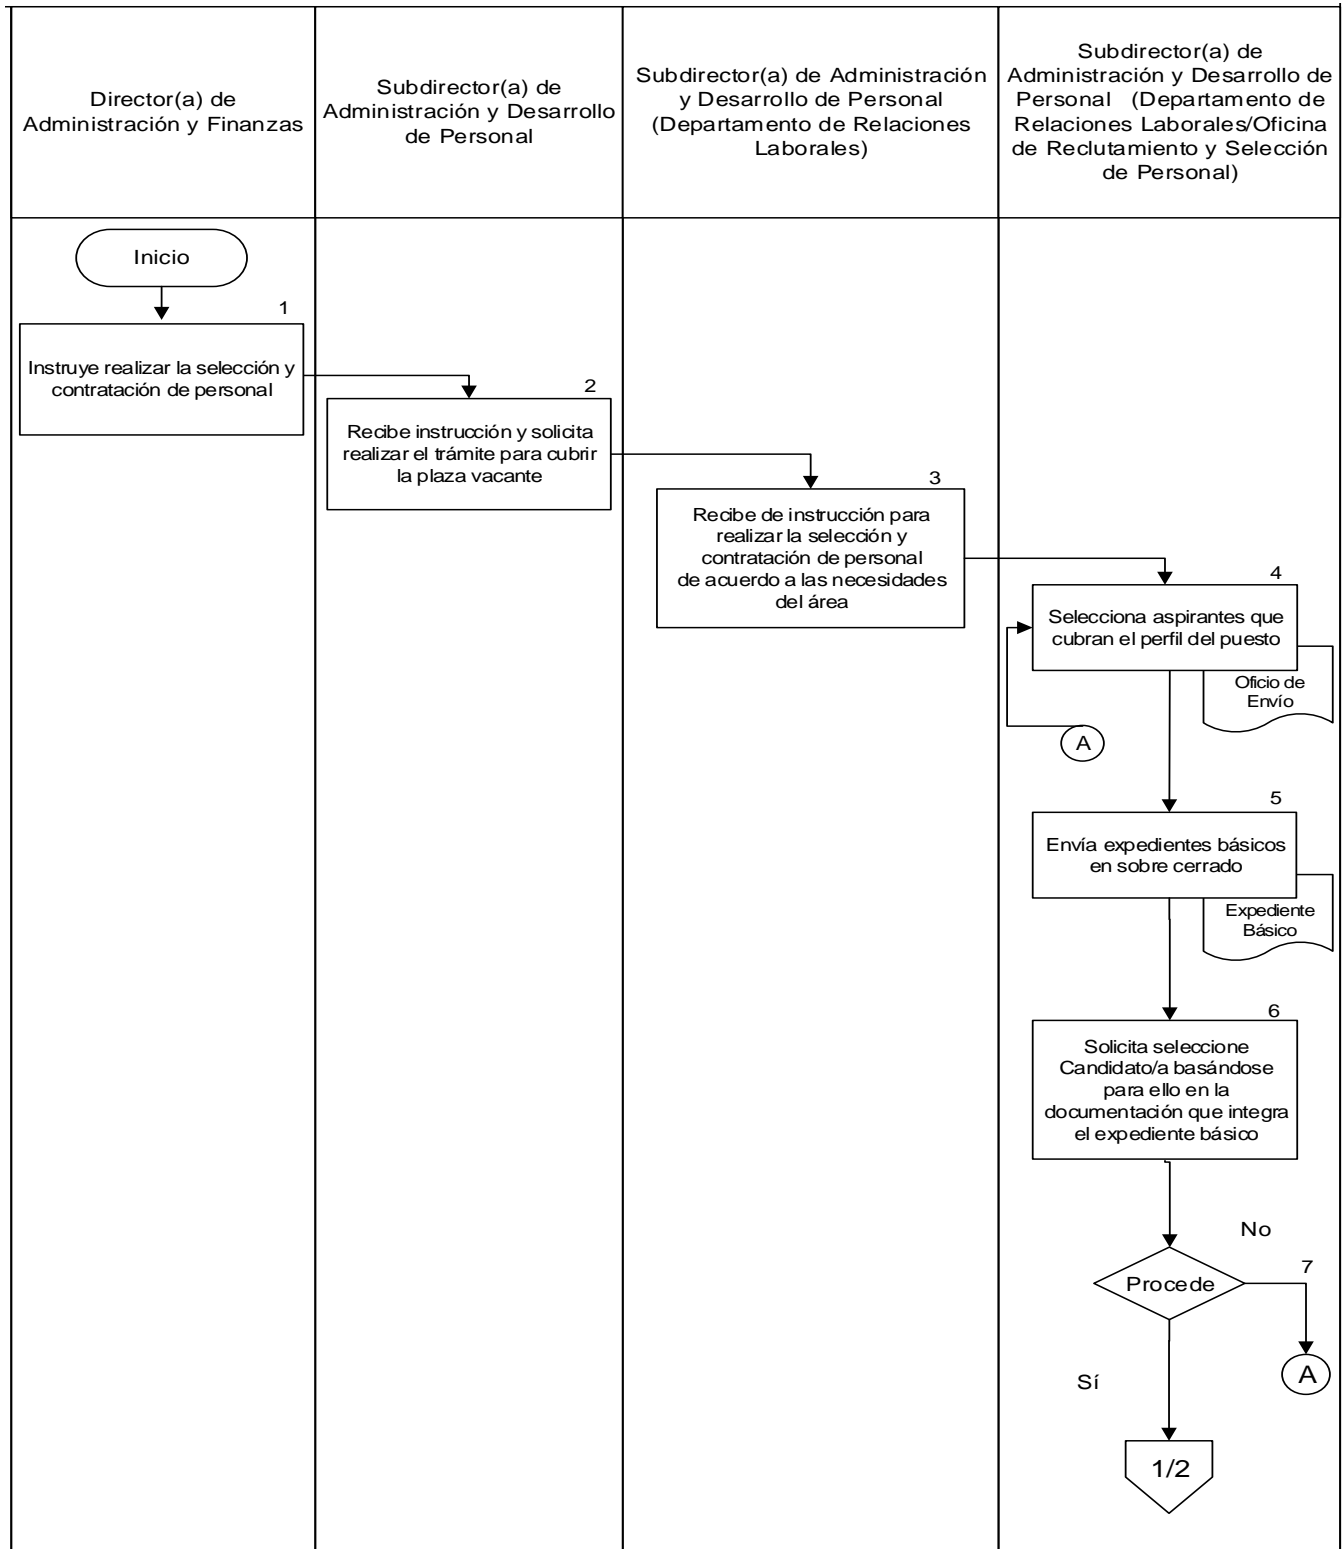 Director(a) de
Administración y Finanzas
Subdirector(a) de
Administración y Desarrollo
de Personal
Subdirector(a) de Administración
y Desarrollo de Personal
(Departamento de Relaciones
Laborales)
Subdirector(a) de
Administración y Desarrollo de
Personal (Departamento de
Relaciones Laborales/Oficina
de Reclutamiento y Selección
de Personal)
Inicio
1
Instruye realizar la selección y
contratación de personal
2
Recibe instrucción y solicita
realizar el trámite para cubrir
la plaza vacante
3
Recibe de instrucción para
realizar la selección y
contratación de personal
de acuerdo a las necesidades
del área
4
Selecciona aspirantes que
cubran el perfil del puesto
Oficio de
Envío
A
5
Envía expedientes básicos
en sobre cerrado
Expediente
Básico
6
Solicita seleccione
Candidato/a basándose
para ello en la
documentación que integra
el expediente básico
No
7
Procede
A
Sí
1/2